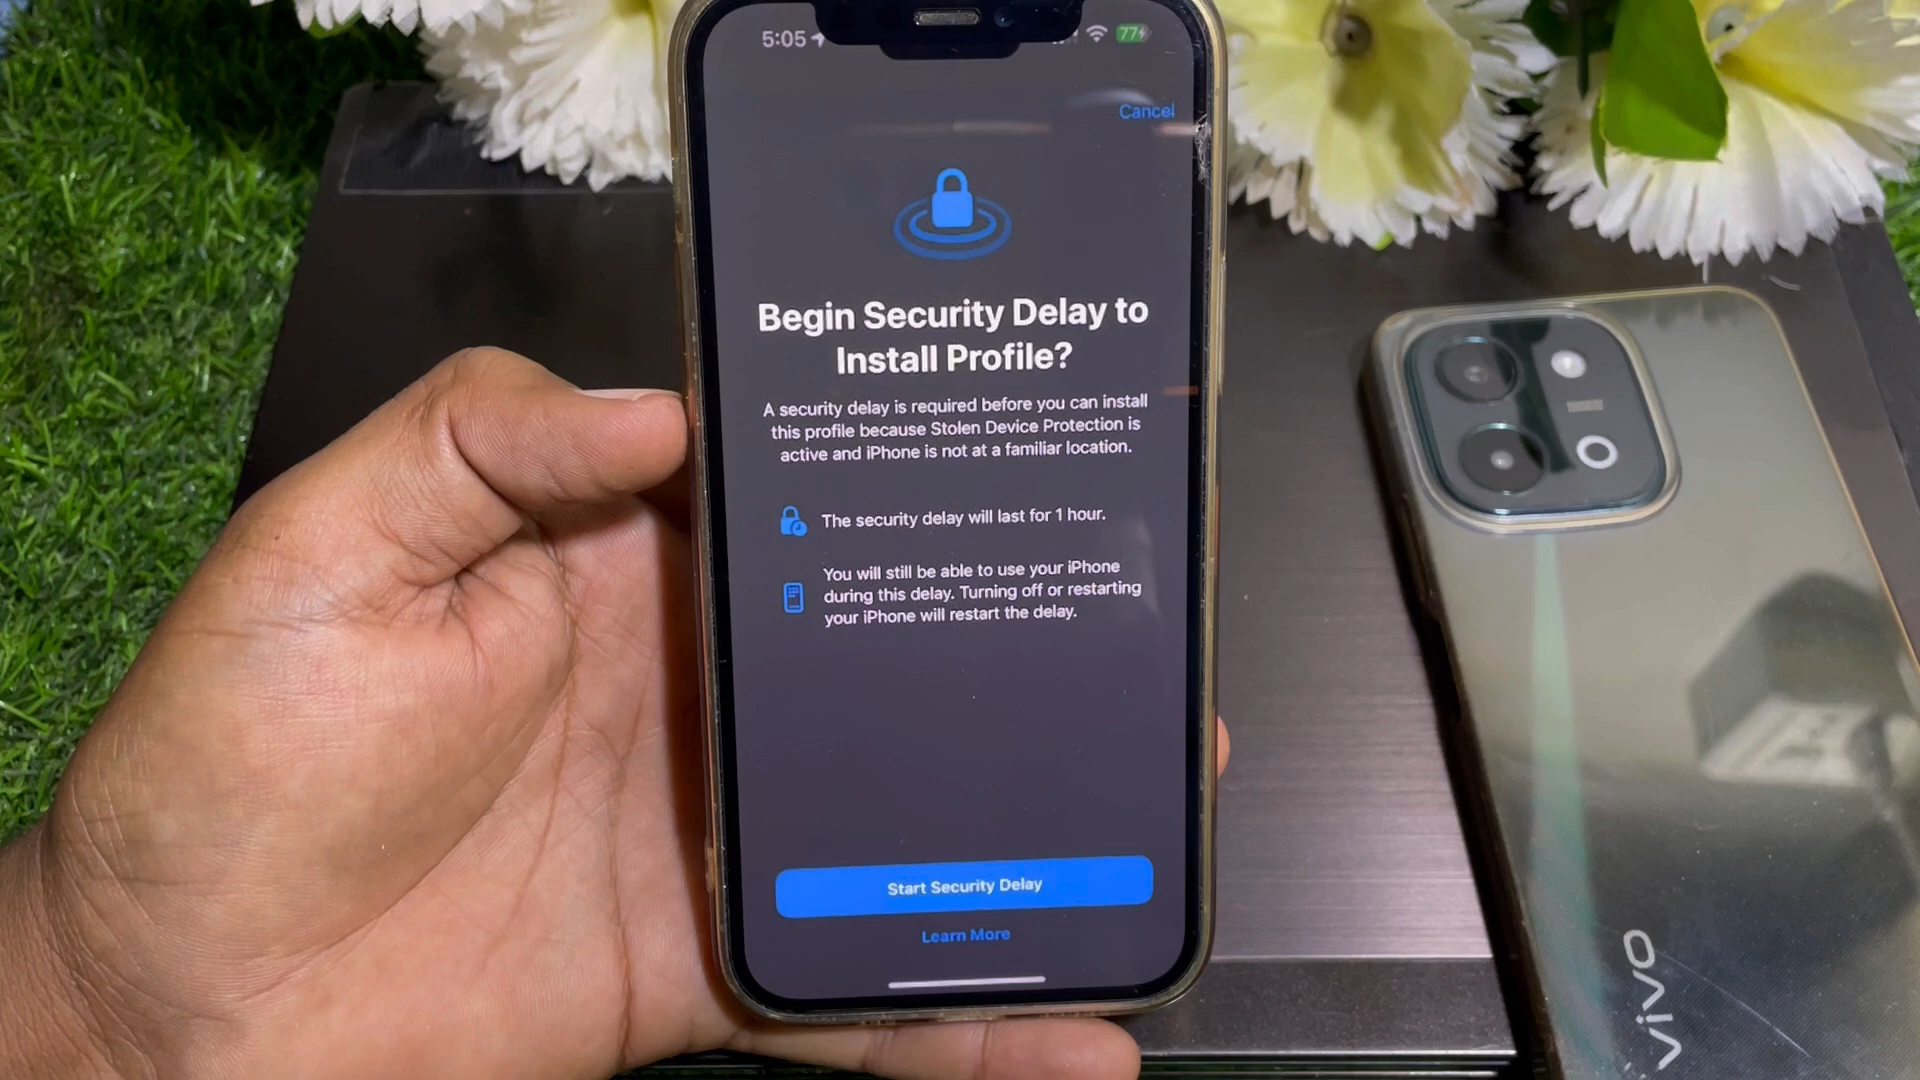 5:05
77
Cancel
Begin Security Delay to
Install Profile?
A security delay is required before you can install
this profile because Stolen Device Protection is
active and iPhone is not at a familiar location.
The security delay will last for 1 hour.
You will still be able to use your iPhone
during this delay. Turning off or restarting
your iPhone will restart the delay.
Start Security Delay
Learn More
vivo